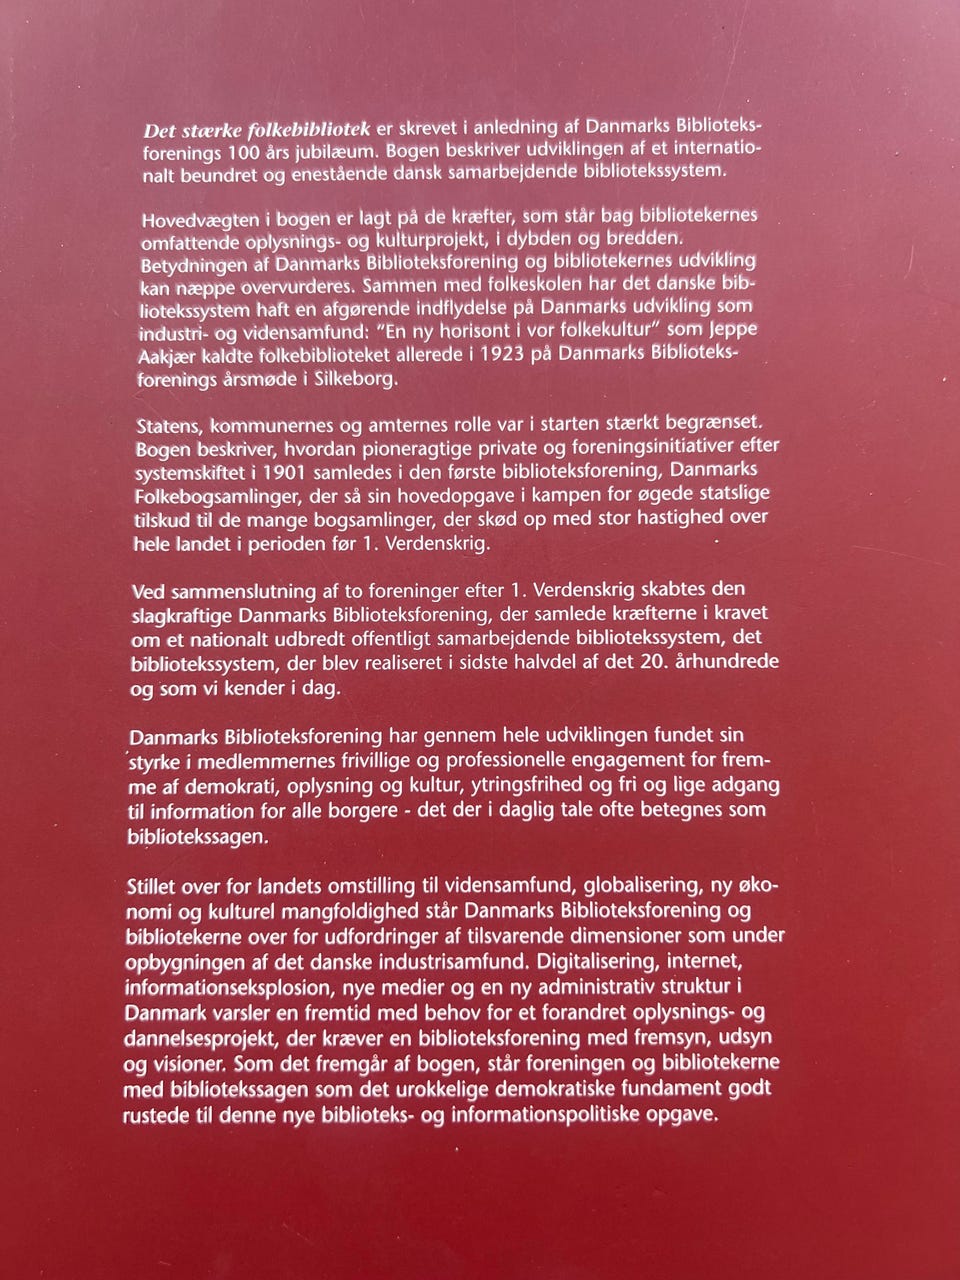 Det stærke folkebibliotek er skrevet i anledning af Danmarks Biblioteks-
forenings 100 års jubilæum. Bogen beskriver udviklingen af et internatio-
nalt beundret og enestående dansk samarbejdende bibliotekssystem.
Hovedvægten i bogen er lagt på de kræfter, som står bag bibliotekernes
omfattende oplysnings- og kulturprojekt, i dybden og bredden.
Betydningen af Danmarks Biblioteksforening og bibliotekernes udvikling
kan næppe overvurderes. Sammen med folkeskolen har det danske bib-
liotekssystem haft en afgørende indflydelse på Danmarks udvikling som
industri- og vidensamfund: "En ny horisont i vor folkekultur" som Jeppe
Aakjær kaldte folkebiblioteket allerede i 1923 på Danmarks Biblioteks-
forenings årsmøde i Silkeborg.
Statens, kommunernes og amternes rolle var i starten stærkt begrænset.
Bogen beskriver, hvordan pioneragtige private og foreningsinitiativer efter
systemskiftet i 1901 samledes i den første biblioteksforening, Danmarks
Folkebogsamlinger, der så sin hovedopgave i kampen for øgede statslige
tilskud til de mange bogsamlinger, der skød op med stor hastighed over
hele landet i perioden før 1. Verdenskrig.
Ved sammenslutning af to foreninger efter 1. Verdenskrig skabtes den
slagkraftige Danmarks Biblioteksforening, der samlede kræfterne i kravet
om et nationalt udbredt offentligt samarbejdende bibliotekssystem, det
bibliotekssystem, der blev realiseret i sidste halvdel af det 20. århundrede
og som vi kender i dag.
Danmarks Biblioteksforening har gennem hele udviklingen fundet sin
styrke i medlemmernes frivillige og professionelle engagement for frem-
me af demokrati, oplysning og kultur, ytringsfrihed og fri og lige adgang
til information for alle borgere - det der i daglig tale ofte betegnes som
bibliotekssagen.
Stillet over for landets omstilling til vidensamfund, globalisering, ny øko-
nomi og kulturel mangfoldighed står Danmarks Biblioteksforening og
bibliotekerne over for udfordringer af tilsvarende dimensioner som under
opbygningen af det danske industrisamfund. Digitalisering, internet,
informationseksplosion, nye medier og en ny administrativ struktur i
Danmark varsler en fremtid med behov for et forandret oplysnings- og
dannelsesprojekt, der kræver en biblioteksforening med fremsyn, udsyn
og visioner. Som det fremgår af bogen, står foreningen og bibliotekerne
med bibliotekssagen som det urokkelige demokratiske fundament godt
rustede til denne nye biblioteks- og informationspolitiske opgave.